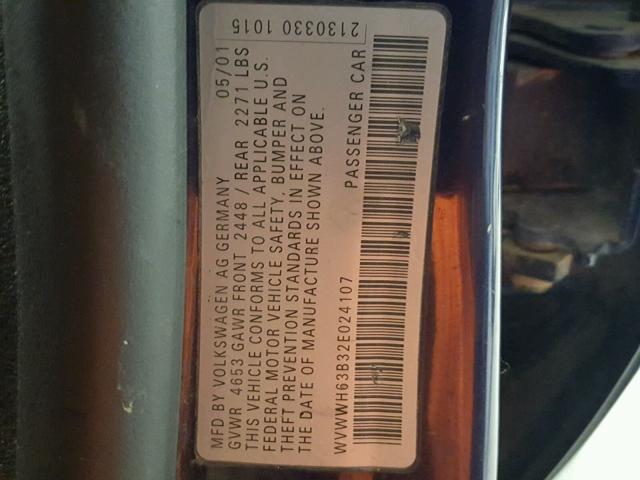 MFD BY VOLKSWAGEN AG GERMANY 05/01 2130330 1015
GVWR 4653 GAWR FRONT 2448 / REAR 2271 LBS
THIS VEHICLE CONFORMS TO ALL APPLICABLE U.S.
FEDERAL MOTOR VEHICLE SAFETY, BUMPER AND
THEFT PREVENTION STANDARDS IN EFFECT ON
THE DATE OF MANUFACTURE SHOWN ABOVE.
WVWWH63B32E024107 PASSENGER CAR